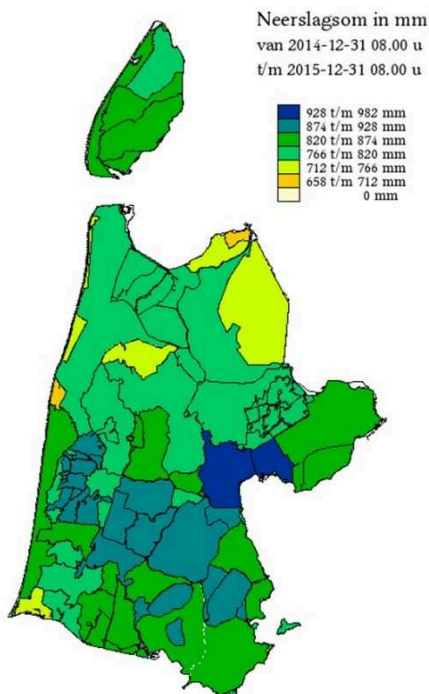 Neerslagsom in mm
van 2014-12-31 08.00 u
t/m 2015-12-31 08.00 u
928 t/m 982 mm
874 t/m 928 mm
820 t/m 874 mm
766 t/m 820 mm
712 t/m 766 mm
658 t/m 712 mm
0 mm